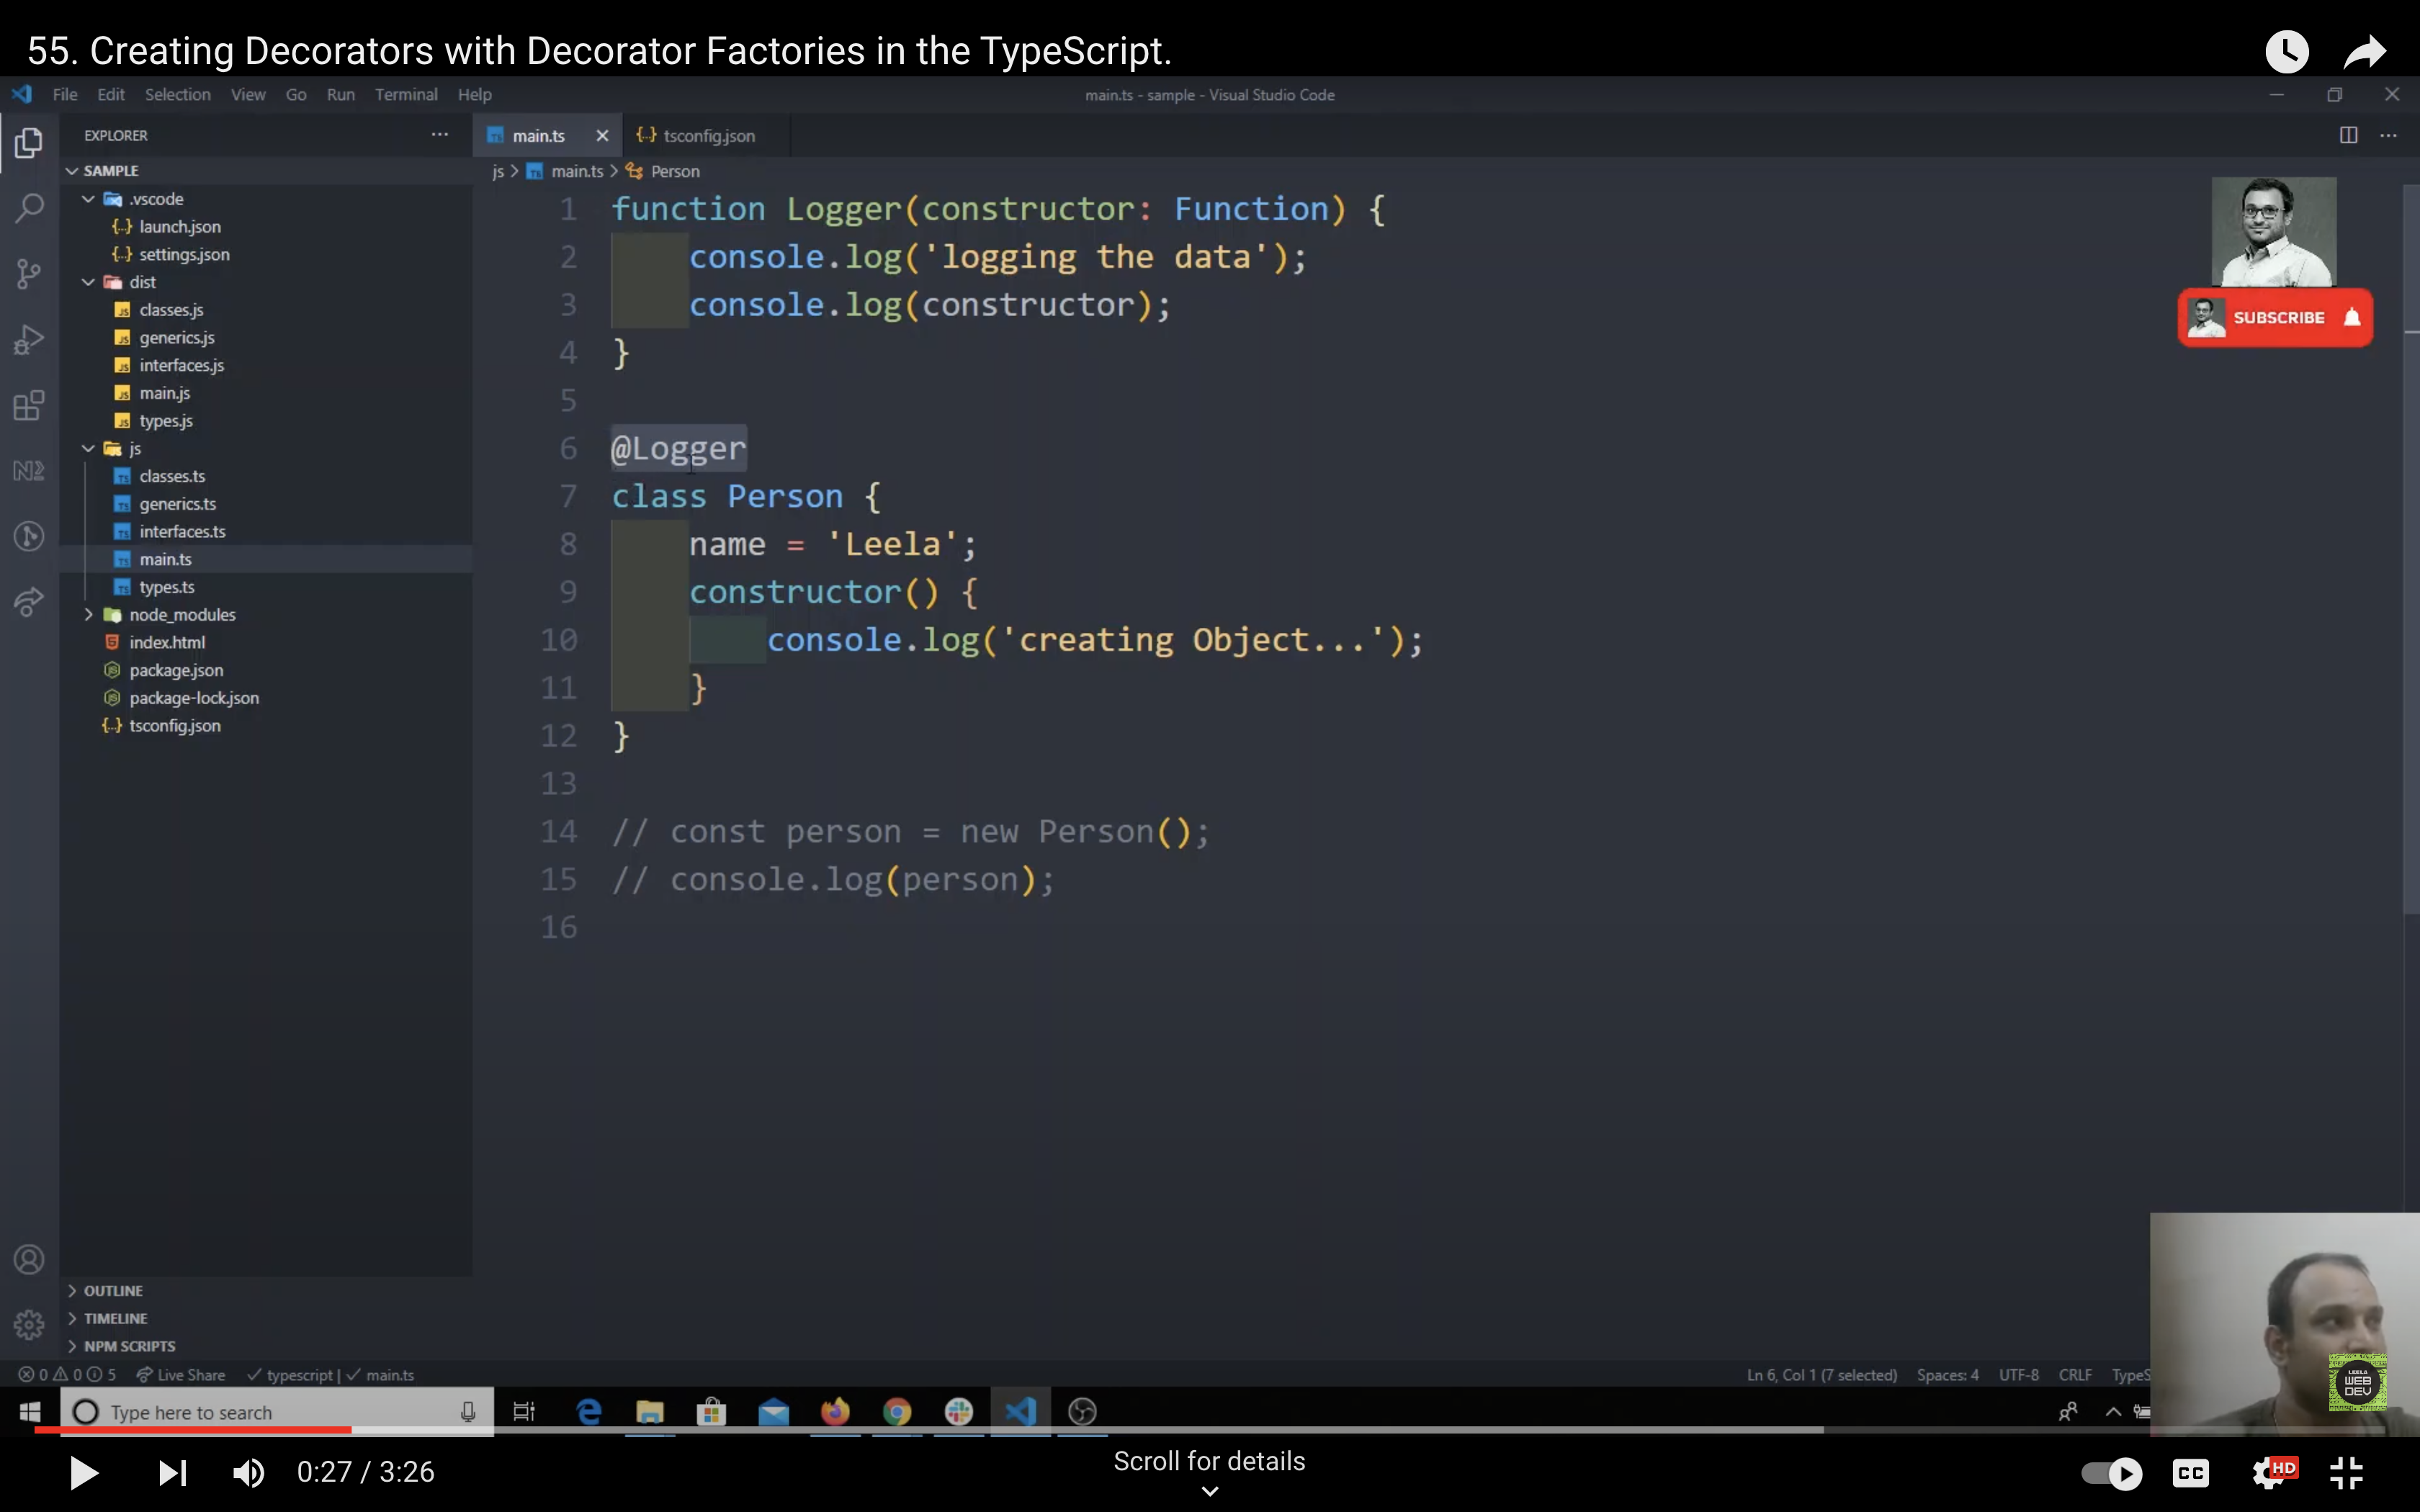 55. Creating Decorators with Decorator Factories in the TypeScript.
File Edit Selection View Go Run Terminal Help
main.ts - sample - Visual Studio Code
EXPLORER
main.ts
{..} tsconfig.json
SAMPLE
js > main.ts > Person
.vscode
{..} launch.json
{..} settings.json
dist
classes.js
generics.js
interfaces.js
main.js
types.js
js
classes.ts
generics.ts
interfaces.ts
main.ts
types.ts
node_modules
index.html
package.json
package-lock.json
{..} tsconfig.json
1 function Logger(constructor: Function) {
2 console.log('logging the data');
3 console.log(constructor);
4 }
5
6 @Logger
7 class Person {
8 name = 'Leela';
9 constructor() {
10 console.log('creating Object...');
11 }
12 }
13
14 // const person = new Person();
15 // console.log(person);
16
SUBSCRIBE
OUTLINE
TIMELINE
NPM SCRIPTS
0 0 5 Live Share typescript | main.ts
Ln 6, Col 1 (7 selected) Spaces: 4 UTF-8 CRLF TypeS
LEELA
WEB
DEV
Type here to search
0:27 / 3:26
Scroll for details
CC
HD